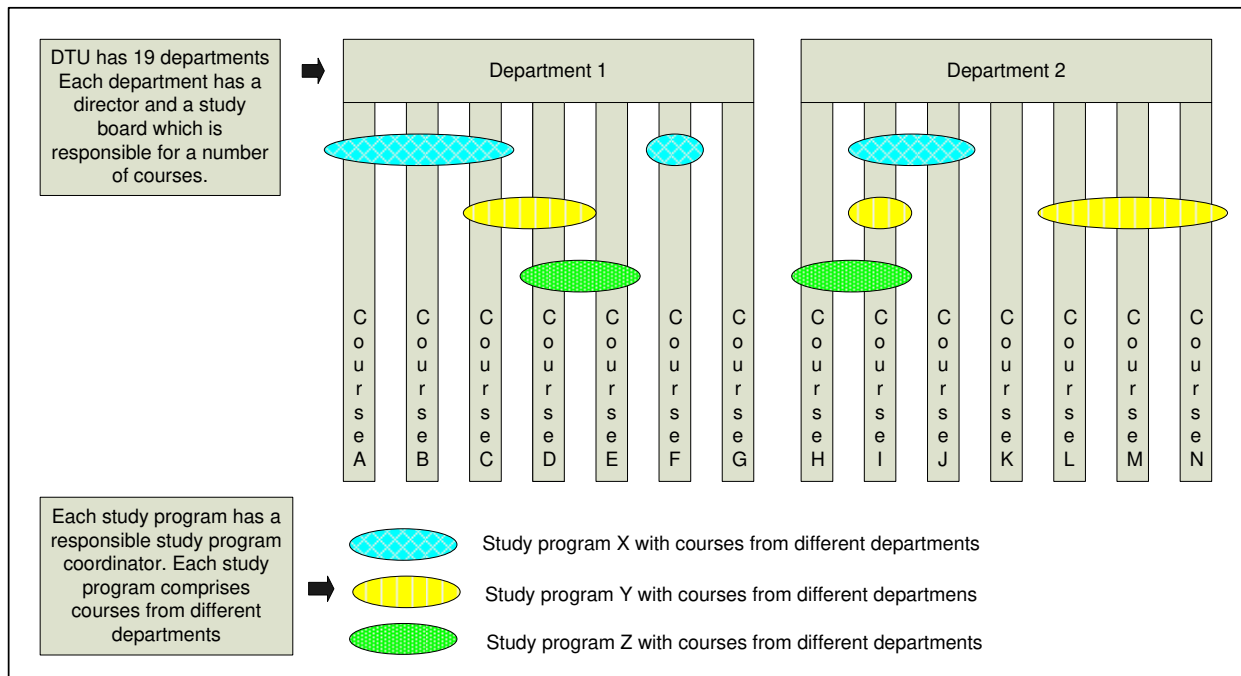 DTU has 19 departments
Each department has a
director and a study
board which is
responsible for a number
of courses.
Department 1
Department 2
Course A
Course B
Course C
Course D
Course E
Course F
Course G
Course H
Course I
Course J
Course K
Course L
Course M
Course N
Each study program has a
responsible study program
coordinator. Each study
program comprises
courses from different
departments
Study program X with courses from different departments
Study program Y with courses from different departmens
Study program Z with courses from different departments